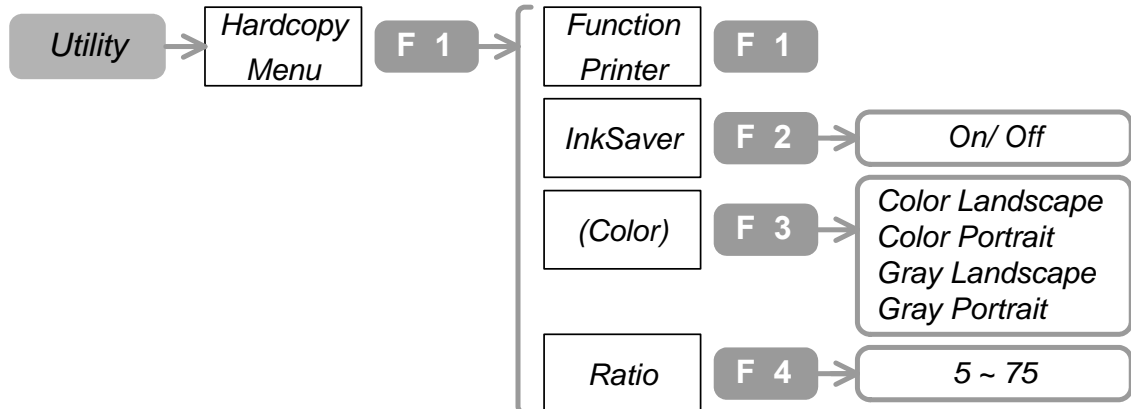 Utility
Hardcopy
Menu
F 1
Function
Printer
F 1
InkSaver
F 2
On/ Off
(Color)
F 3
Color Landscape
Color Portrait
Gray Landscape
Gray Portrait
Ratio
F 4
5 ~ 75